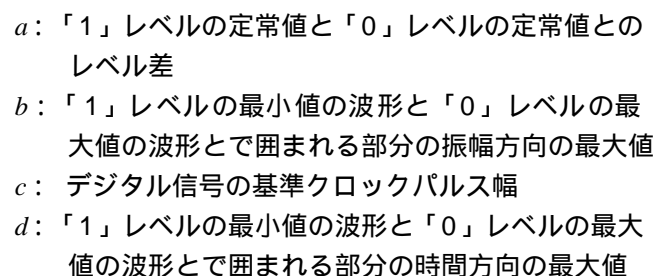 a：「１」レベルの定常値と「０」レベルの定常値との
レベル差
b：「１」レベルの最小値の波形と「０」レベルの最
大値の波形とで囲まれる部分の振幅方向の最大値
c： デジタル信号の基準クロックパルス幅
d：「１」レベルの最小値の波形と「０」レベルの最大
値の波形とで囲まれる部分の時間方向の最大値